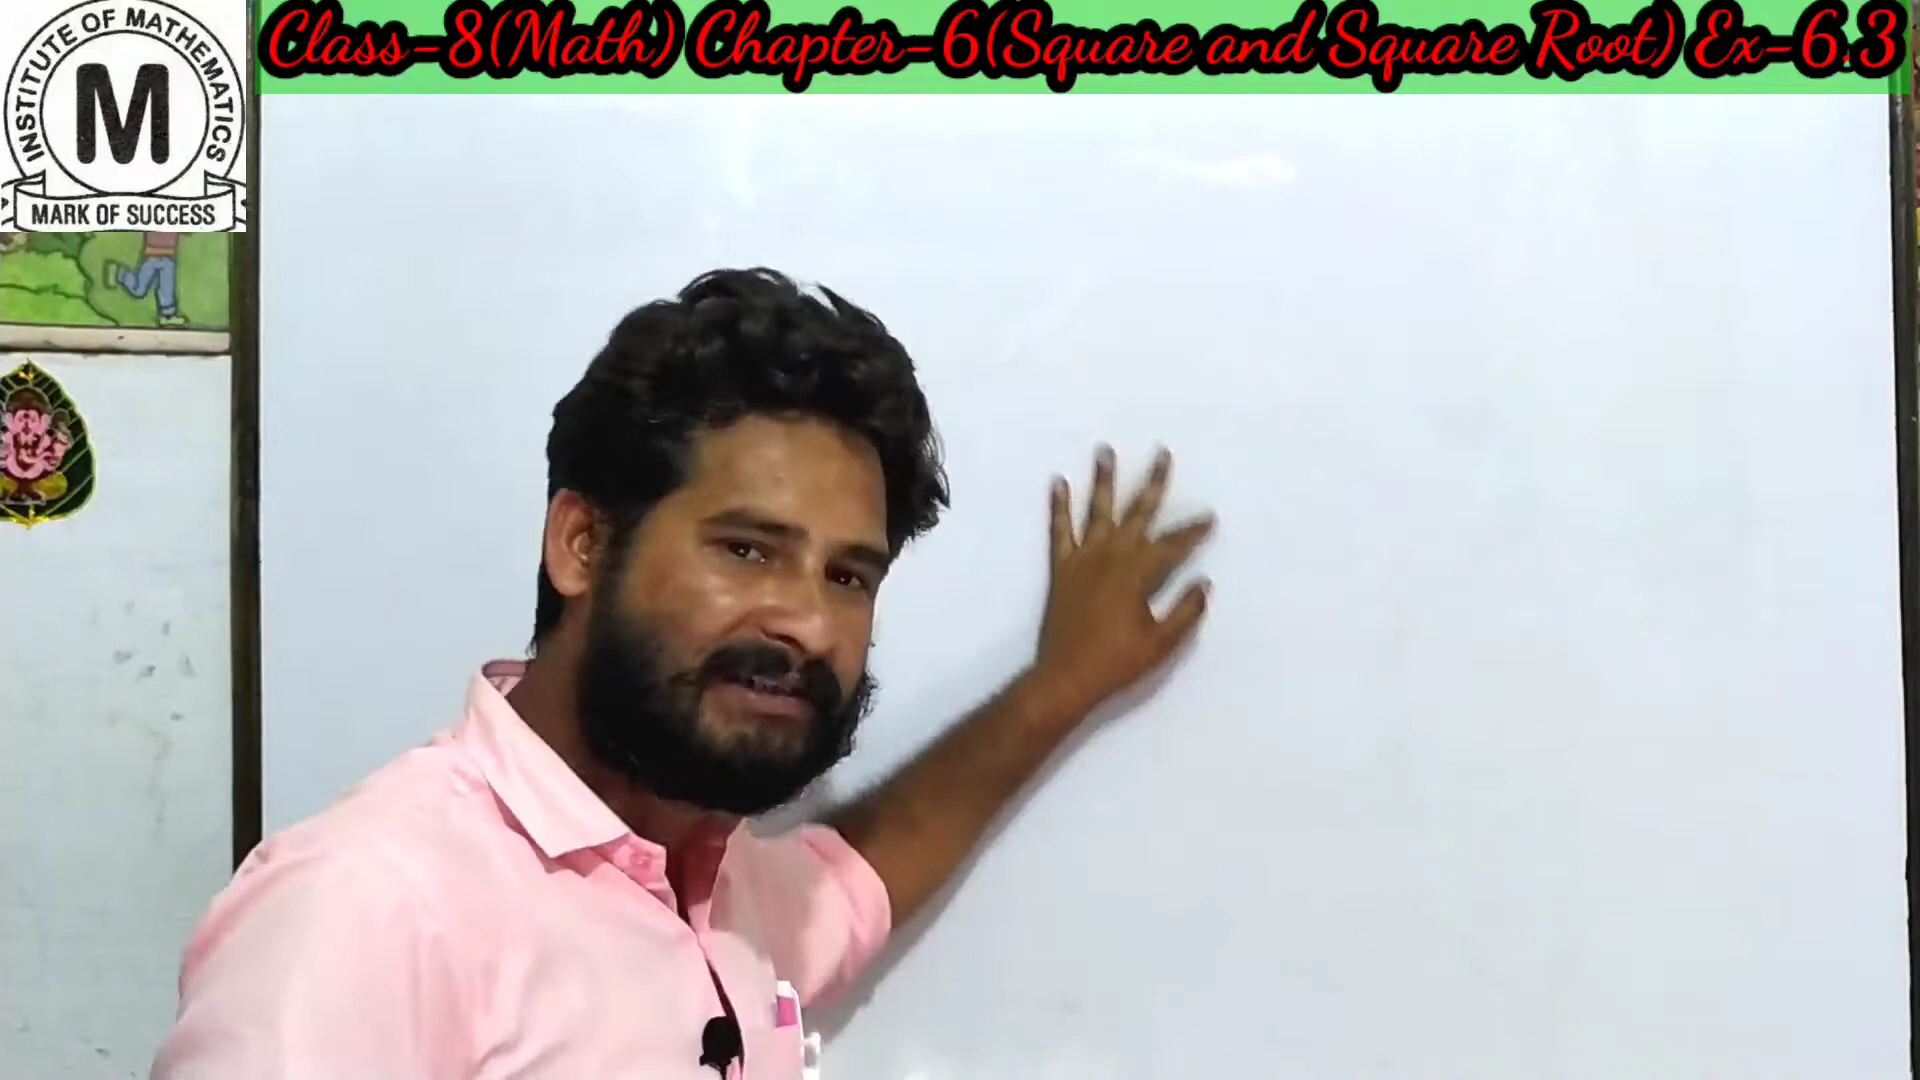 Class-8(Math) Chapter-6(Square and Square Root) Ex-6.3
INSTITUTE OF MATHEMATICS
M
MARK OF SUCCESS